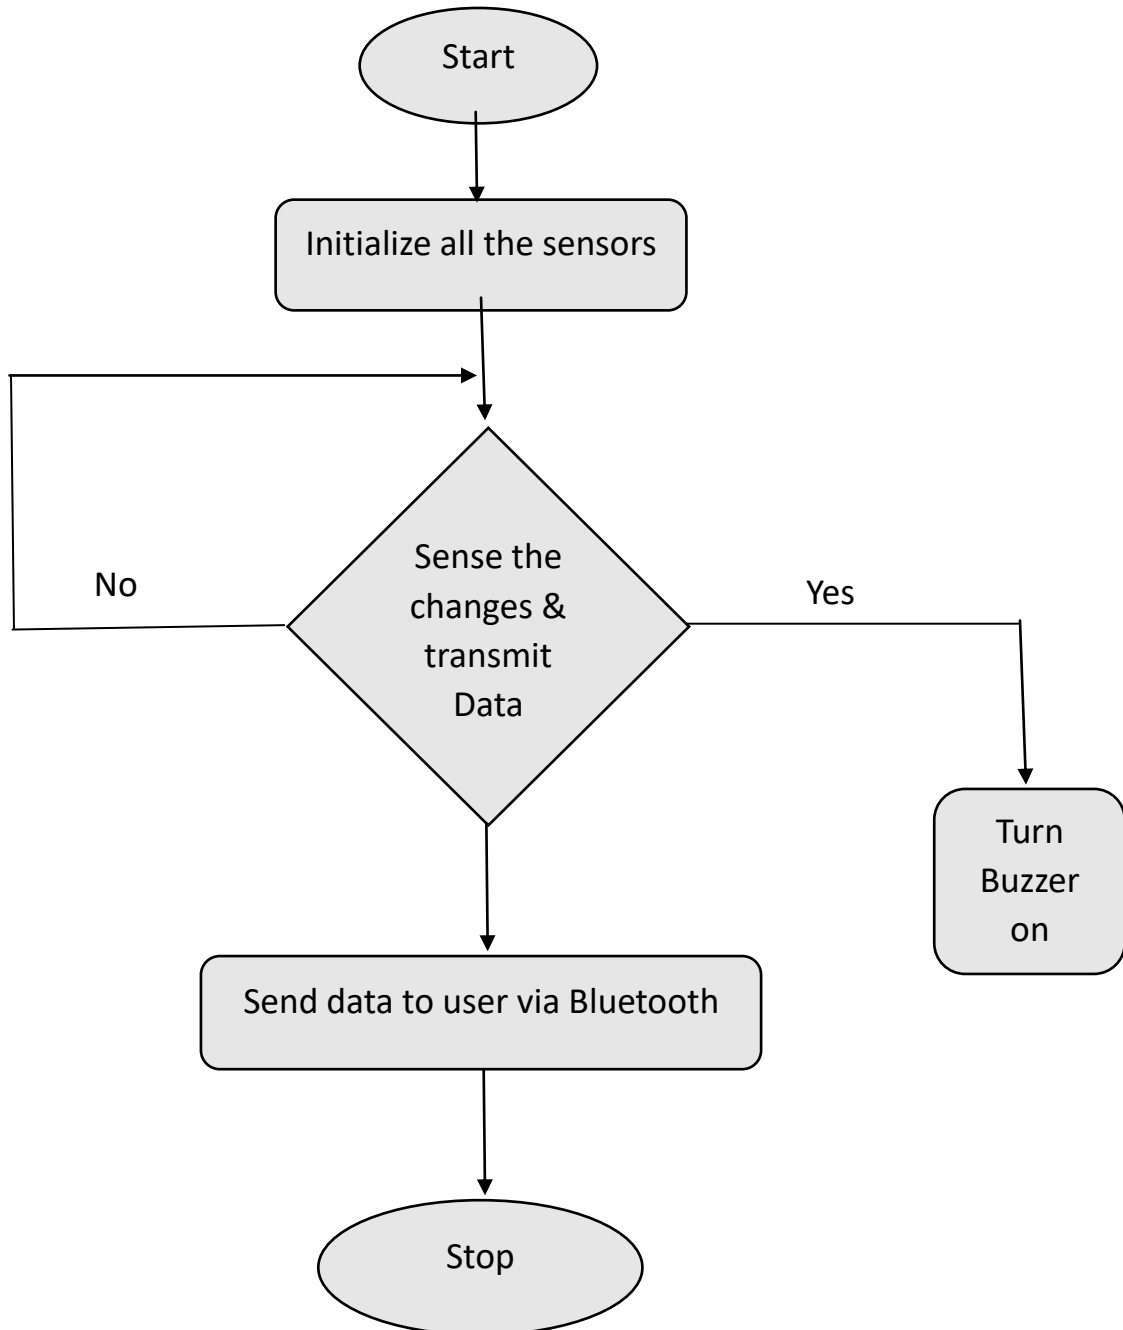 Start
Initialize all the sensors
Sense the
changes &
transmit
Data
No
Yes
Turn
Buzzer
on
Send data to user via Bluetooth
Stop